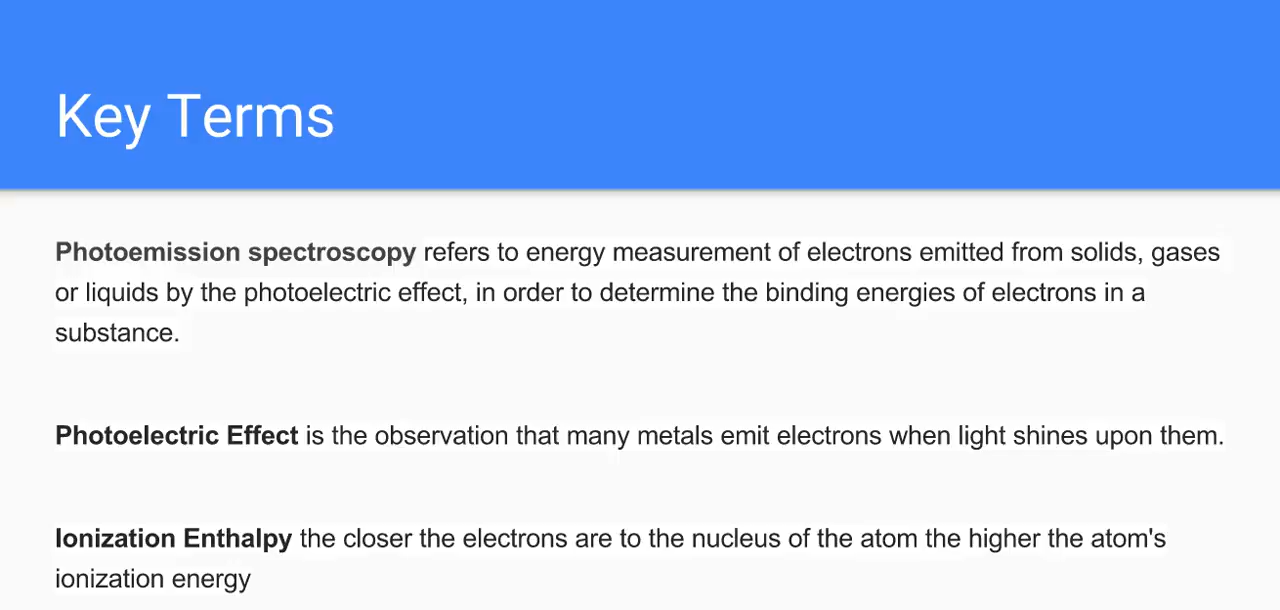 Key Terms
Photoemission spectroscopy refers to energy measurement of electrons emitted from solids, gases
or liquids by the photoelectric effect, in order to determine the binding energies of electrons in a
substance.
Photoelectric Effect is the observation that many metals emit electrons when light shines upon them.
Ionization Enthalpy the closer the electrons are to the nucleus of the atom the higher the atom's
ionization energy